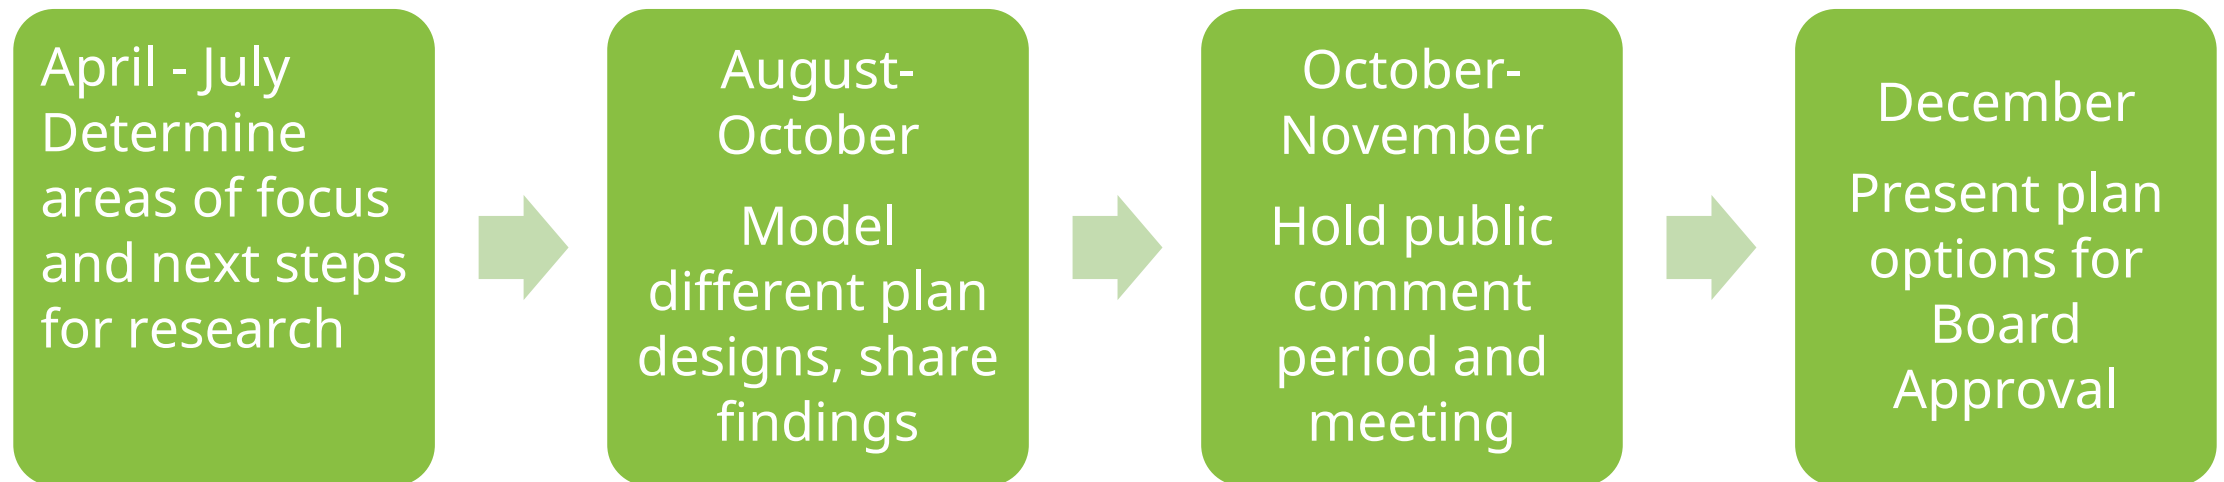 April - July
Determine
areas of focus
and next steps
for research
August-
October
Model
different plan
designs, share
findings
October-
November
Hold public
comment
period and
meeting
December
Present plan
options for
Board
Approval